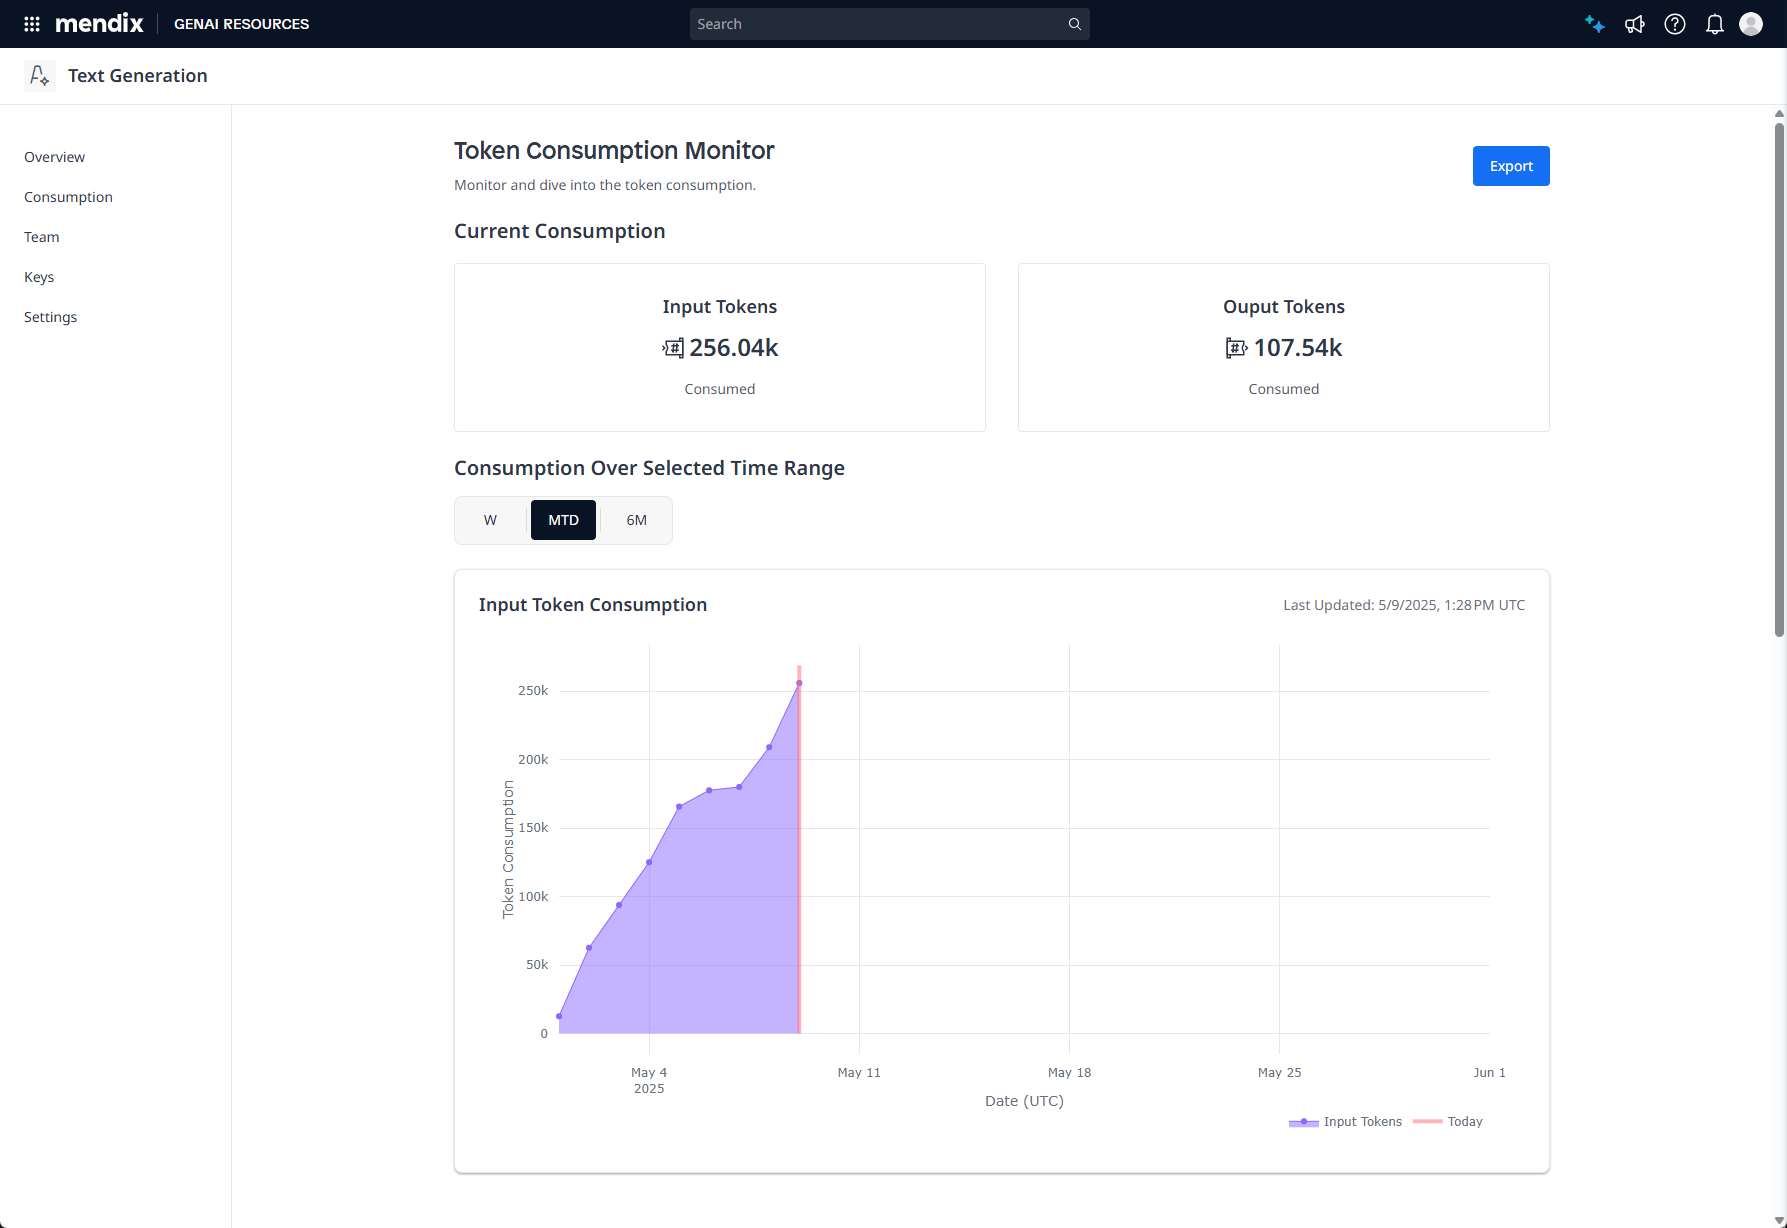 mendix GENAI RESOURCES Search
Text Generation
Overview
Consumption
Team
Keys
Settings
Token Consumption Monitor
Monitor and dive into the token consumption.
Export
Current Consumption
Input Tokens
256.04k
Consumed
Ouput Tokens
107.54k
Consumed
Consumption Over Selected Time Range
W MTD 6M
Input Token Consumption
Last Updated: 5/9/2025, 1:28 PM UTC
Token Consumption
250k
200k
150k
100k
50k
0
May 4
2025
May 11
May 18
May 25
Jun 1
Date (UTC)
Input Tokens Today